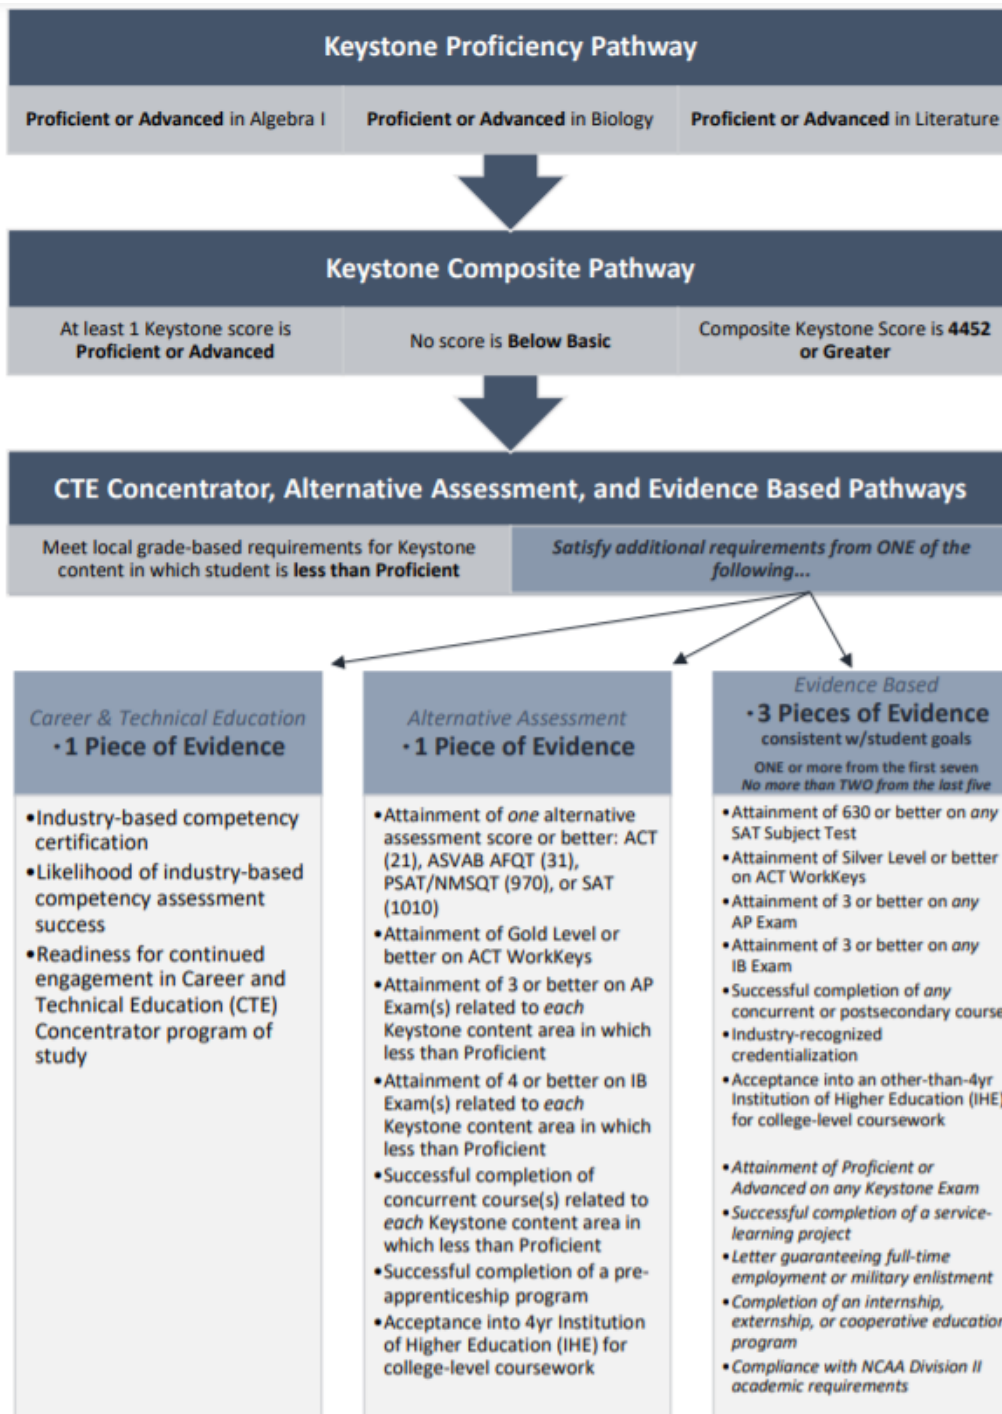 Keystone Proficiency Pathway
Proficient or Advanced in Algebra I
Proficient or Advanced in Biology
Proficient or Advanced in Literature
Keystone Composite Pathway
At least 1 Keystone score is
Proficient or Advanced
No score is Below Basic
Composite Keystone Score is 4452
or Greater
CTE Concentrator, Alternative Assessment, and Evidence Based Pathways
Meet local grade-based requirements for Keystone
content in which student is less than Proficient
Satisfy additional requirements from ONE of the
following...
Career & Technical Education
• 1 Piece of Evidence
•Industry-based competency
certification
•Likelihood of industry-based
competency assessment
success
•Readiness for continued
engagement in Career and
Technical Education (CTE)
Concentrator program of
study
Alternative Assessment
• 1 Piece of Evidence
•Attainment of one alternative
assessment score or better: ACT
(21), ASVAB AFQT (31),
PSAT/NMSQT (970), or SAT
(1010)
•Attainment of Gold Level or
better on ACT WorkKeys
•Attainment of 3 or better on AP
Exam(s) related to each
Keystone content area in which
less than Proficient
•Attainment of 4 or better on IB
Exam(s) related to each
Keystone content area in which
less than Proficient
•Successful completion of
concurrent course(s) related to
each Keystone content area in
which less than Proficient
•Successful completion of a pre-
apprenticeship program
•Acceptance into 4yr Institution
of Higher Education (IHE) for
college-level coursework
Evidence Based
• 3 Pieces of Evidence
consistent w/student goals
ONE or more from the first seven
No more than TWO from the last five
•Attainment of 630 or better on any
SAT Subject Test
•Attainment of Silver Level or better
on ACT WorkKeys
•Attainment of 3 or better on any
AP Exam
•Attainment of 3 or better on any
IB Exam
•Successful completion of any
concurrent or postsecondary course
•Industry-recognized
credentialization
•Acceptance into an other-than-4yr
Institution of Higher Education (IHE)
for college-level coursework
•Attainment of Proficient or
Advanced on any Keystone Exam
•Successful completion of a service-
learning project
•Letter guaranteeing full-time
employment or military enlistment
•Completion of an internship,
externship, or cooperative education
program
•Compliance with NCAA Division II
academic requirements